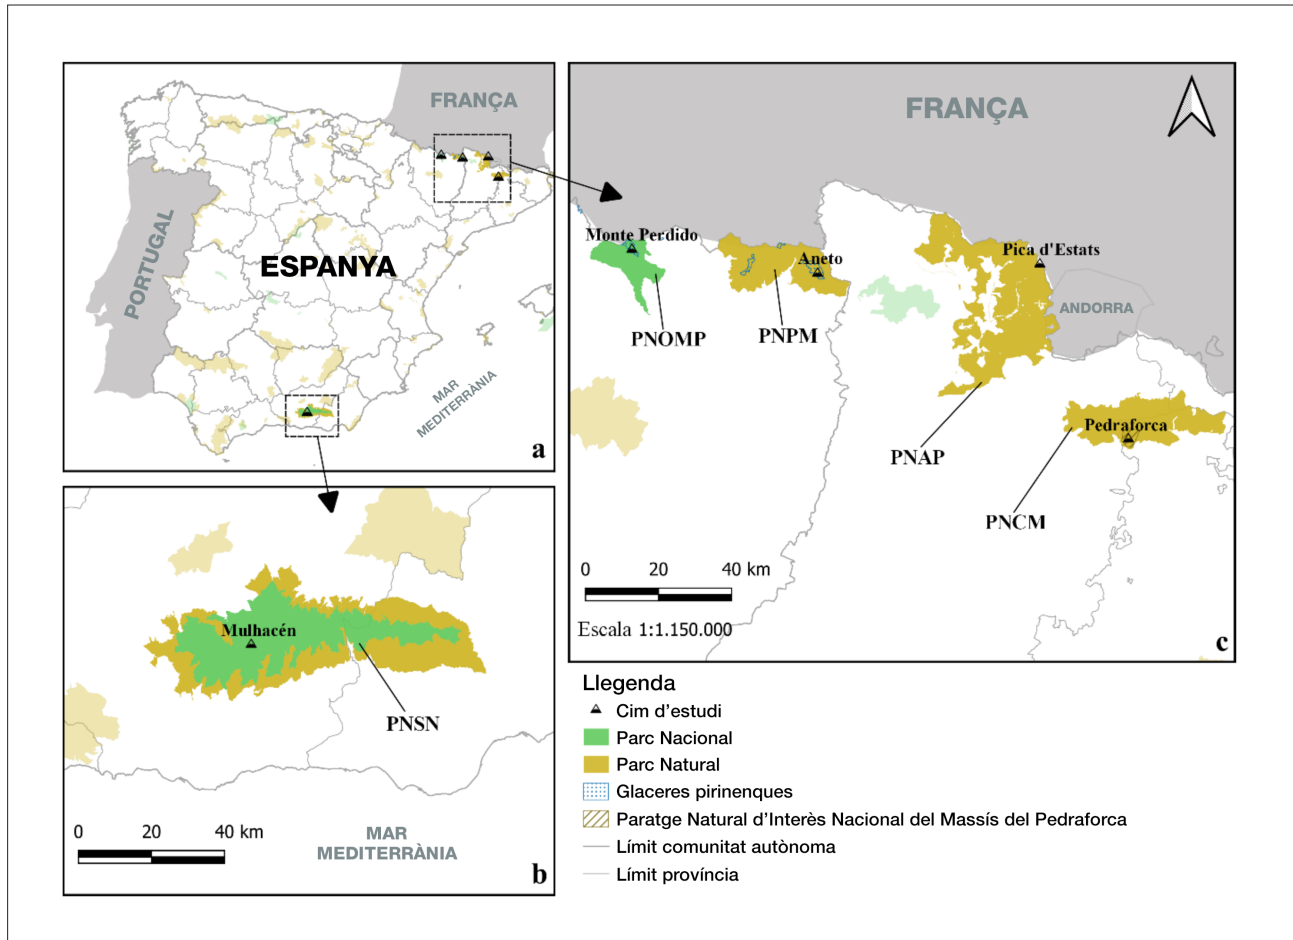 FRANÇA
PORTUGAL
ESPANYA
MAR
MEDITERRÀNIA
a
FRANÇA
Monte Perdido
Aneto
Pica d'Estats
ANDORRA
PNOMP
PNPM
Pedraforca
PNAP
PNCM
0 20 40 km
Escala 1:1.150.000
c
Mulhacén
PNSN
0 20 40 km
MAR
MEDITERRÀNIA
b
Llegenda
Cim d'estudi
Parc Nacional
Parc Natural
Glaceres pirinenques
Paratge Natural d'Interès Nacional del Massís del Pedraforca
Límit comunitat autònoma
Límit província